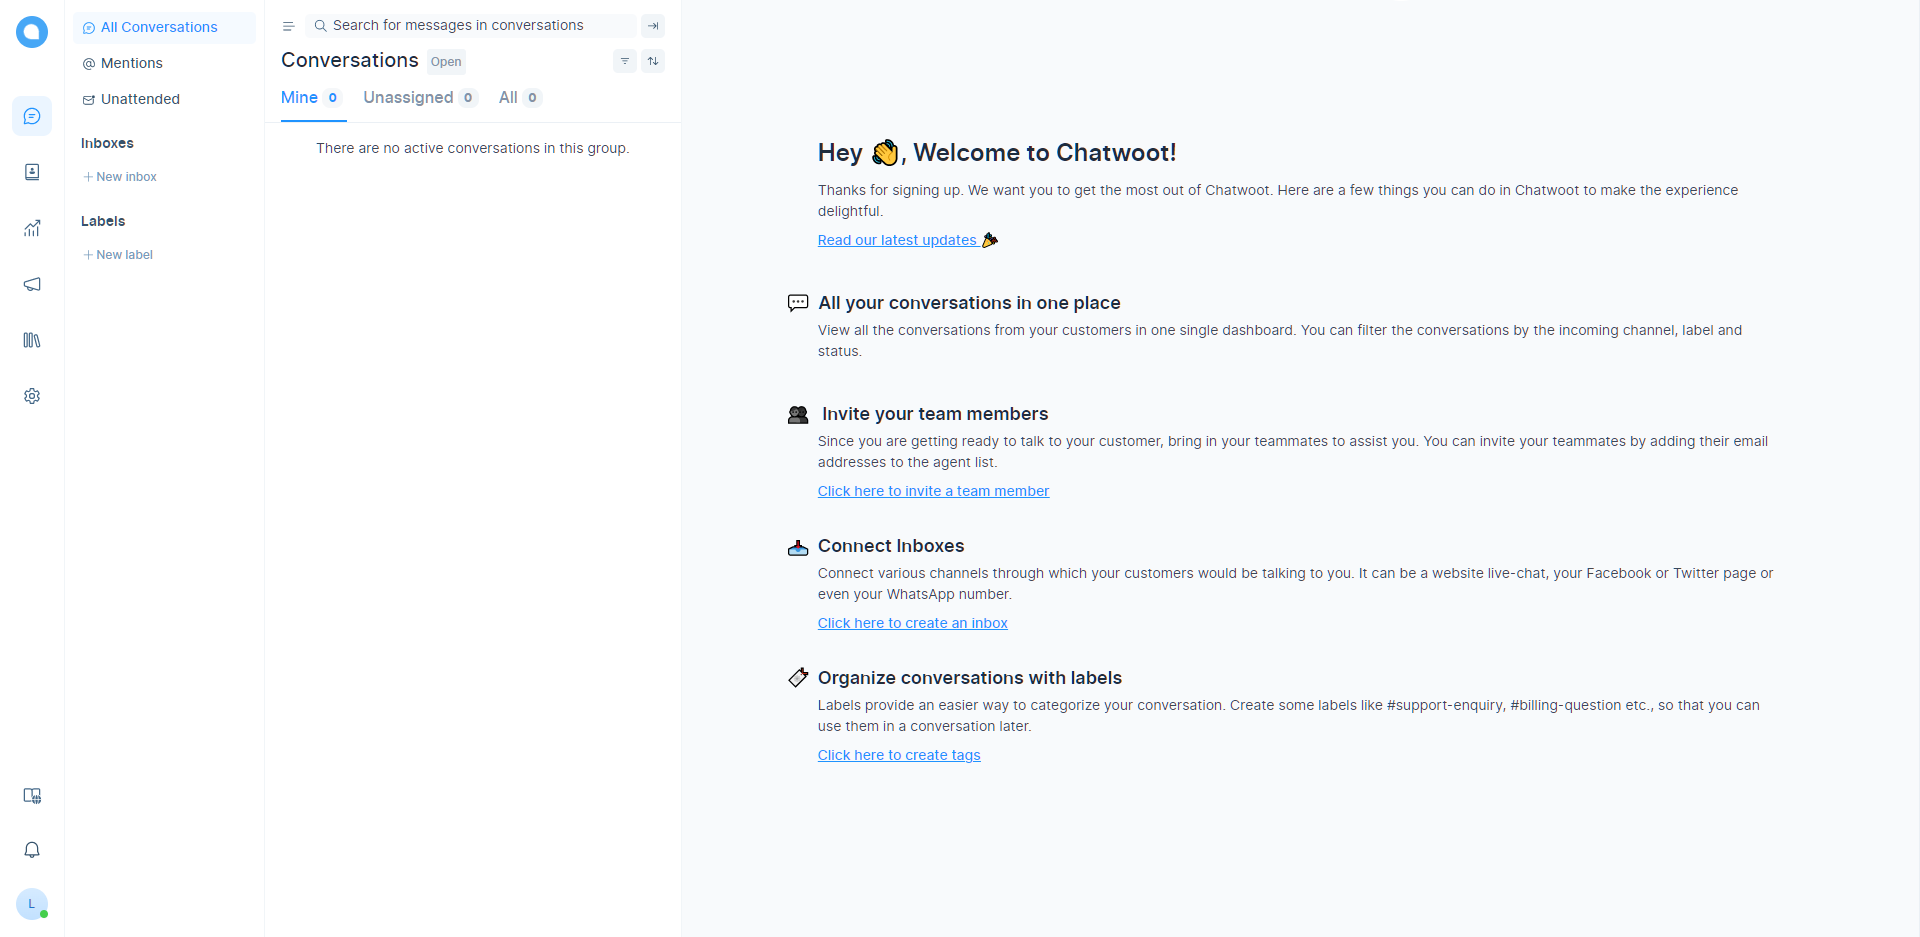 All Conversations
Mentions
Unattended
Inboxes
New inbox
Labels
New label
L
Search for messages in conversations
Conversations Open
Mine 0 Unassigned 0 All 0
There are no active conversations in this group.
Hey 👋, Welcome to Chatwoot!
Thanks for signing up. We want you to get the most out of Chatwoot. Here are a few things you can do in Chatwoot to make the experience
delightful.
Read our latest updates 🎉
All your conversations in one place
View all the conversations from your customers in one single dashboard. You can filter the conversations by the incoming channel, label and
status.
Invite your team members
Since you are getting ready to talk to your customer, bring in your teammates to assist you. You can invite your teammates by adding their email
addresses to the agent list.
Click here to invite a team member
Connect Inboxes
Connect various channels through which your customers would be talking to you. It can be a website live-chat, your Facebook or Twitter page or
even your WhatsApp number.
Click here to create an inbox
Organize conversations with labels
Labels provide an easier way to categorize your conversation. Create some labels like #support-enquiry, #billing-question etc., so that you can
use them in a conversation later.
Click here to create tags